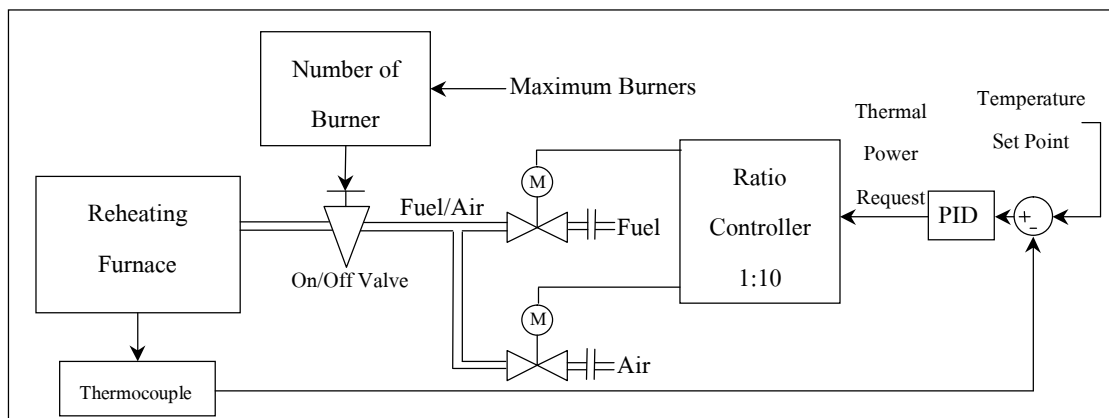 Number of
Burner
Maximum Burners
Thermal
Power
Request
Temperature
Set Point
Reheating
Furnace
Fuel/Air
On/Off Valve
M
Fuel
Ratio
Controller
1:10
PID
+
-
M
Air
Thermocouple